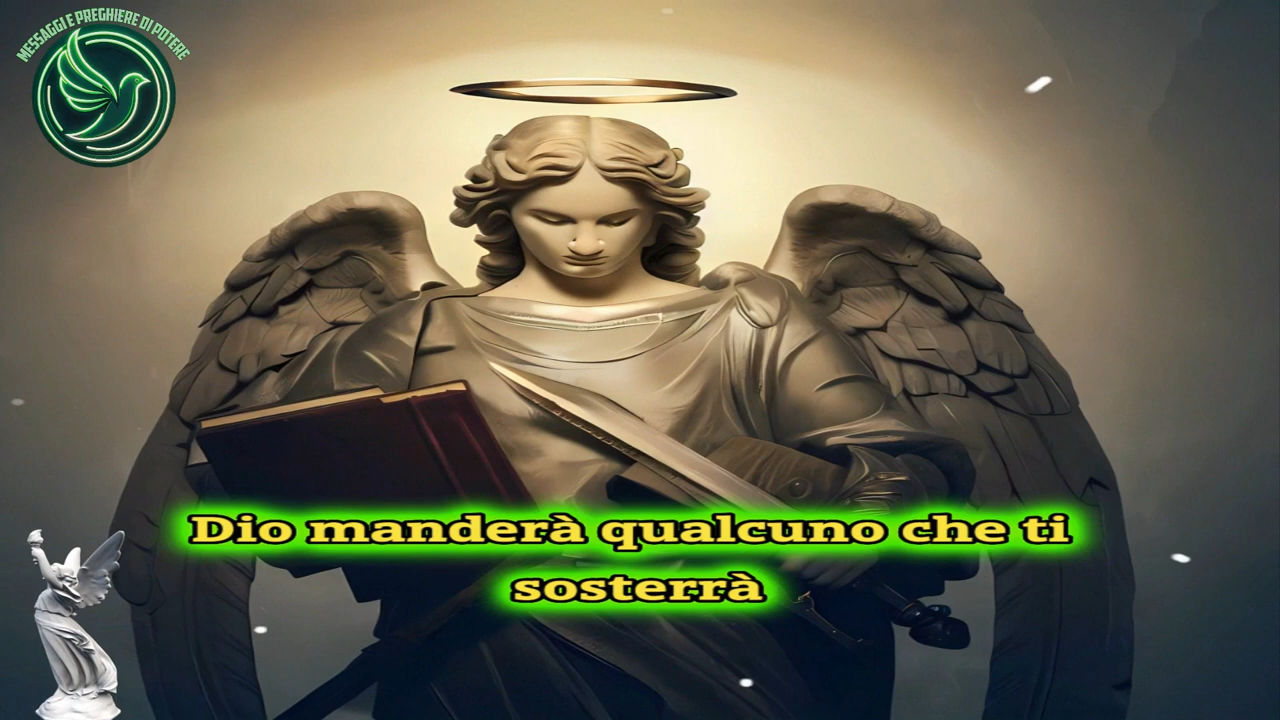 MESSAGGI E PREGHIERE DI POTERE
Dio manderà qualcuno che ti
sosterrà